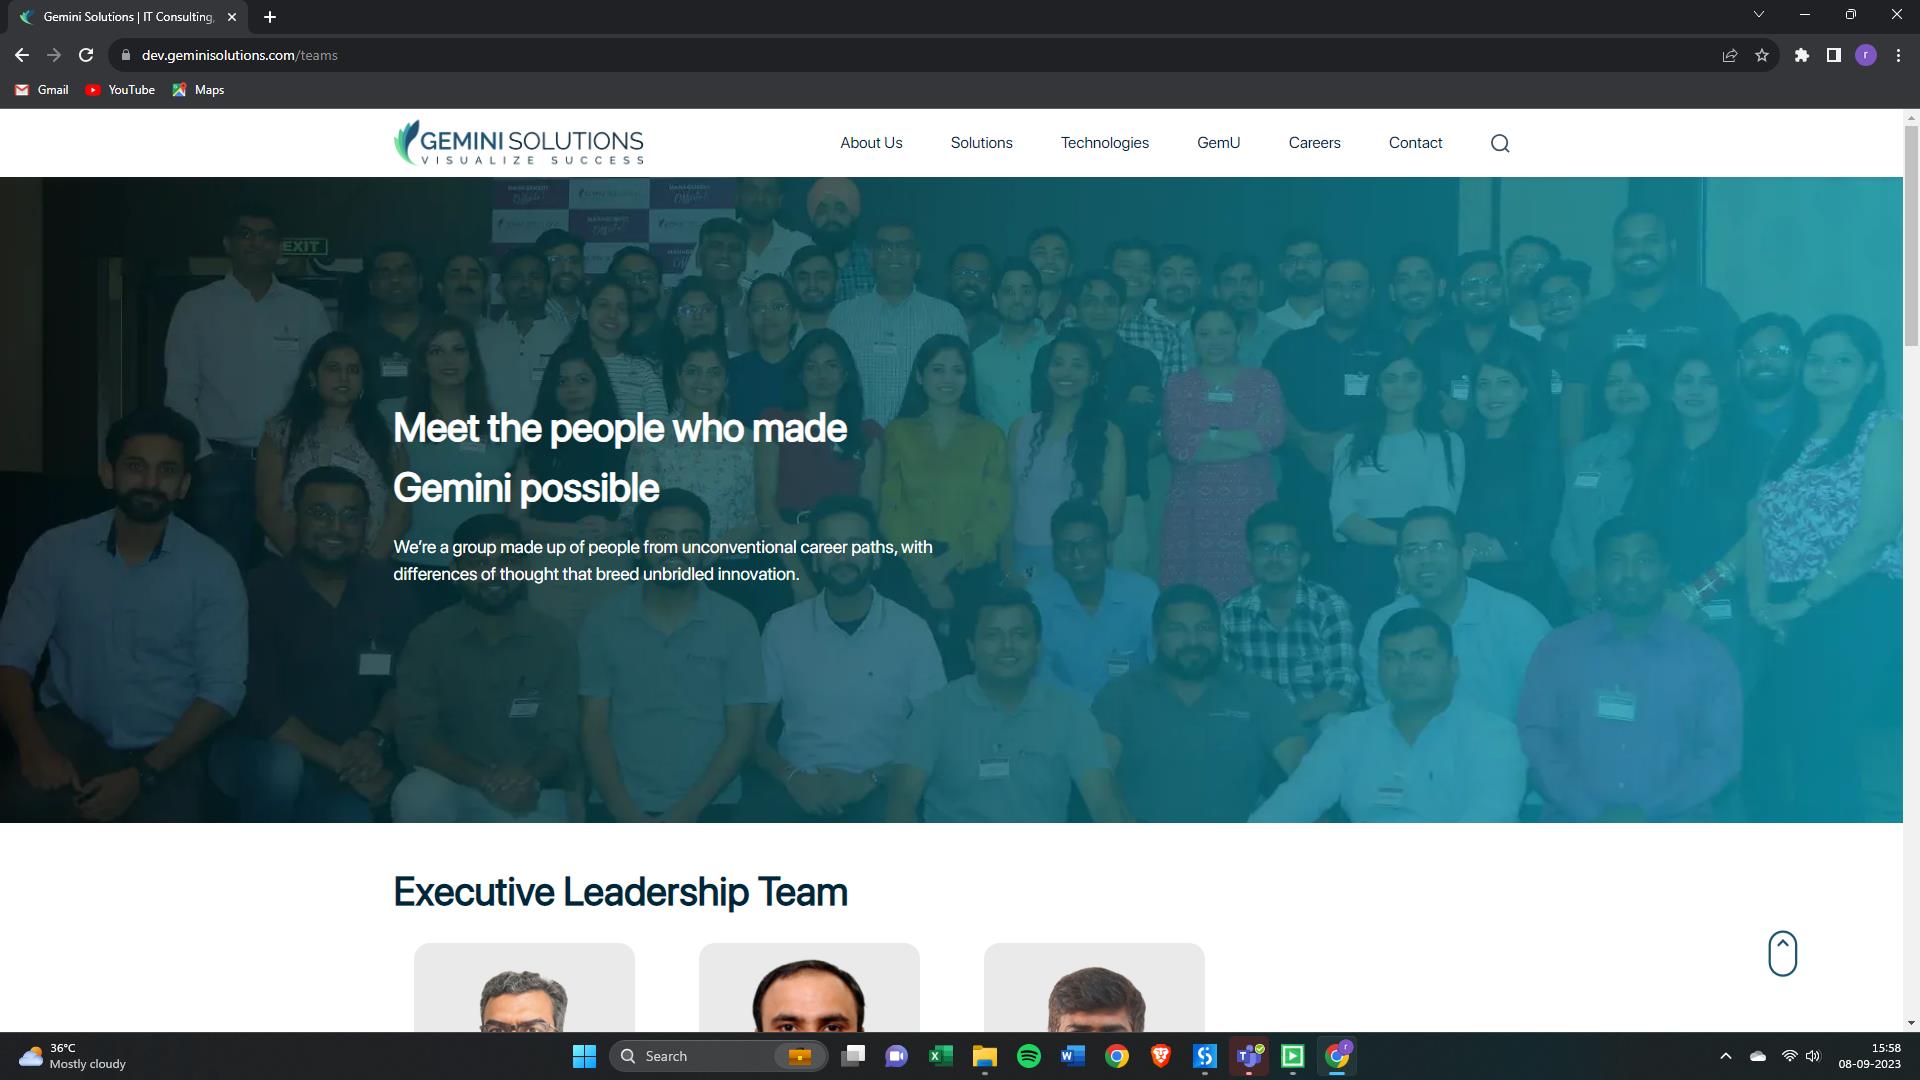 Gemini Solutions | IT Consulting,
dev.geminisolutions.com/teams
r
Gmail
YouTube
Maps
GEMINI SOLUTIONS
VISUALIZE SUCCESS
About Us
Solutions
Technologies
GemU
Careers
Contact
EXIT
Meet the people who made
Gemini possible
We're a group made up of people from unconventional career paths, with
differences of thought that breed unbridled innovation.
Executive Leadership Team
36°C
Mostly cloudy
Search
15:58
08-09-2023